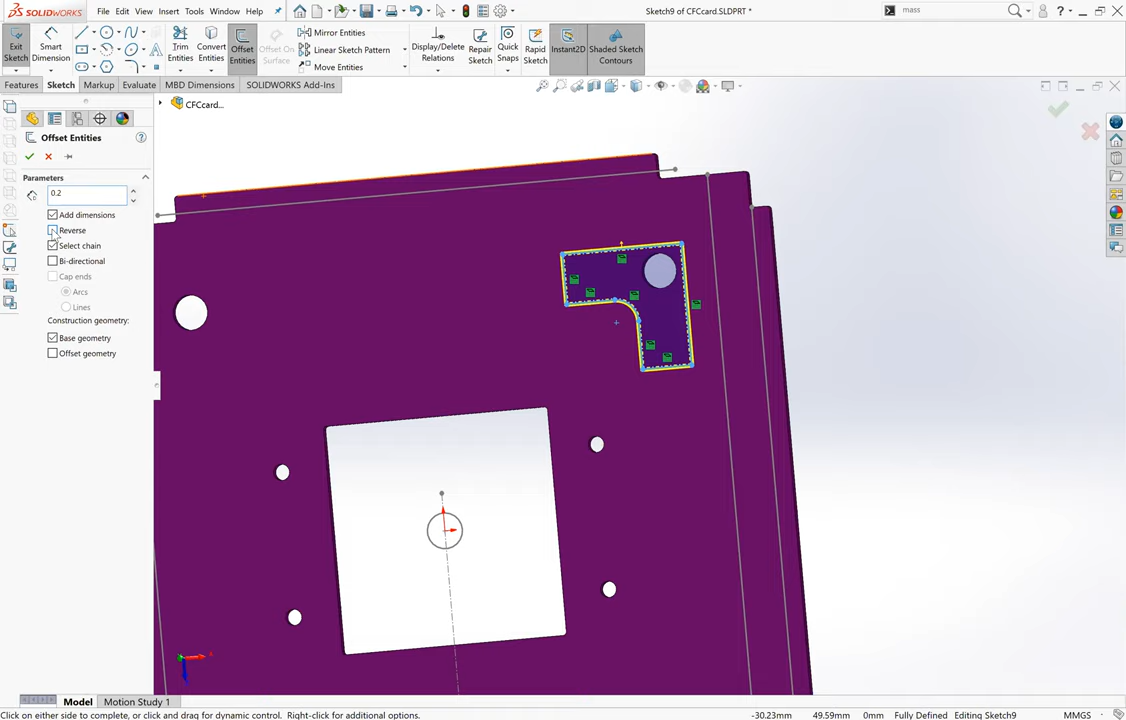 SOLIDWORKS File Edit View Insert Tools Window Help Sketch9 of CFCcard.SLDPRT * mass
Exit Sketch Smart Dimension Trim Entities Convert Entities Offset Entities Offset On Surface Mirror Entities Linear Sketch Pattern Move Entities Display/Delete Relations Repair Sketch Quick Snaps Rapid Sketch Instant2D Shaded Sketch Contours
Features Sketch Markup Evaluate MBD Dimensions SOLIDWORKS Add-Ins
CFCcard...
Offset Entities
Parameters
0.2
Add dimensions
Reverse
Select chain
Bi-directional
Cap ends
Arcs
Lines
Construction geometry:
Base geometry
Offset geometry
Model Motion Study 1
Click on either side to complete, or click and drag for dynamic control. Right-click for additional options. -30.23mm 49.59mm 0mm Fully Defined Editing Sketch9 MMGS